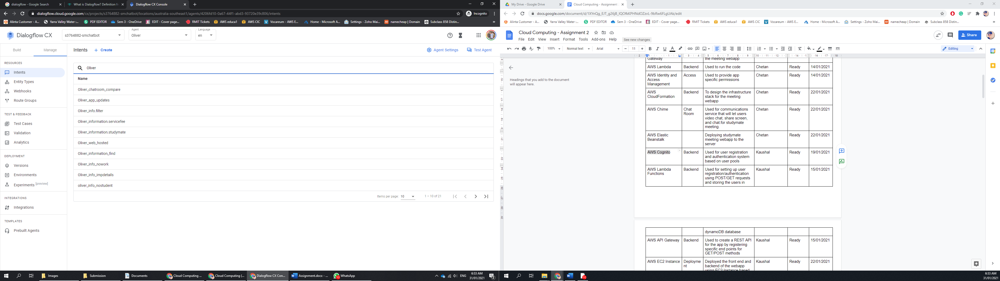 dialogflow - Google Search
What is Dialogflow? Definition fr
Dialogflow CX Console
dialogflow.cloud.google.com/cx/projects/s3764882-smchatbot/locations/australia-southeast1/agents/4206fd10-0a67-44f1-abd3-93720e39c806/intents
Incognito
Alinta Customer - A...
Yarra Valley Water :...
PDF EDITOR
Sem 3 - OneDrive
EDIT - Cover page...
RMIT Tickets
AWS educa1
AWS CIC
Vocareum - AWS E...
Home - Microsoft A...
Settings - Zoho Mai...
namecheap | Domain
Subclass 858 Distin...
Dialogflow CX
s3764882-smchatbot
Agent
Oliver
Language
en
Build
Manage
Intents
Create
Agent Settings
Test Agent
RESOURCES
Intents
Entity Types
Webhooks
Route Groups
TEST & FEEDBACK
Test Cases
Validation
Analytics
DEPLOYMENT
Versions
Environments
Experiments [preview]
INTEGRATIONS
Integrations
TEMPLATES
Prebuilt Agents
Oliver
Name
Oliver_chatroom_compare
Oliver_app_updates
Oliver_info.filter
Oliver_information.servicefee
Oliver_information.studymate
Oliver_web_hosted
Oliver_information_find
Oliver_info_nowork
Oliver_info_impdetails
oliver_info_nostudent
Items per page: 10
1 – 10 of 21
My Drive - Google Drive
Cloud Computing - Assignment
Alinta Customer - A...
Yarra Valley Water :...
PDF EDITOR
Sem 3 - OneDrive
EDIT - Cover page...
RMIT Tickets
AWS educa1
AWS CIC
Vocareum - AWS E...
Home - Microsoft A...
Settings - Zoho Mai...
namecheap | Domain
Subclass 858 Distin...
Cloud Computing - Assignment 2
File Edit View Insert Format Tools Add-ons Help
See new changes
Share
100%
Normal text
Arial
11
Editing
Headings that you add to the document
will appear here.
Gateway
the meeting webapp
AWS Lambda
Backend
Used to run the code
Chetan
Ready
14/01/2021
AWS Identity and
Access
Management
Access
Used to provide app
specific permissions
Chetan
Ready
14/01/2021
AWS
CloudFormation
Backend
To design the infrastructure
stack for the meeting
webapp
Chetan
Ready
22/01/2021
AWS Chime
Chat
Room
Used for communications
service that will let users
video chat, share screen,
and chat.for studymate
meeting.
Chetan
Ready
22/01/2021
AWS Elastic
Beanstalk
Deploying studymate
meeting webapp to the
server
Chetan
Ready
22/01/2021
AWS Cognito
Backend
Used for user registration
and authentication system
based on user pools
Kaushal
Ready
19/01/2021
AWS Lambda
Functions
Backend
Used for setting up user
registration/authentication
using POST/GET requests
and storing the users in
Kaushal
Ready
15/01/2021
dynamoDB database
AWS API Gateway
Backend
Used to create a REST API
for the app by registering
specific end points for
GET/POST methods
Kaushal
Ready
15/01/2021
AWS EC2 Instance
Deployme
nt
Deployed the front end and
backend of the webapp
using EC2 Instance based
Kaushal
Ready
22/01/2021
Images
Submission
Documents
Cloud Computing ...
Cloud Computing (...
Dialogflow CX Con...
Assignment.docx - ...
WhatsApp
ENG
6:33 AM
31/01/2021
6:33 AM
31/01/2021